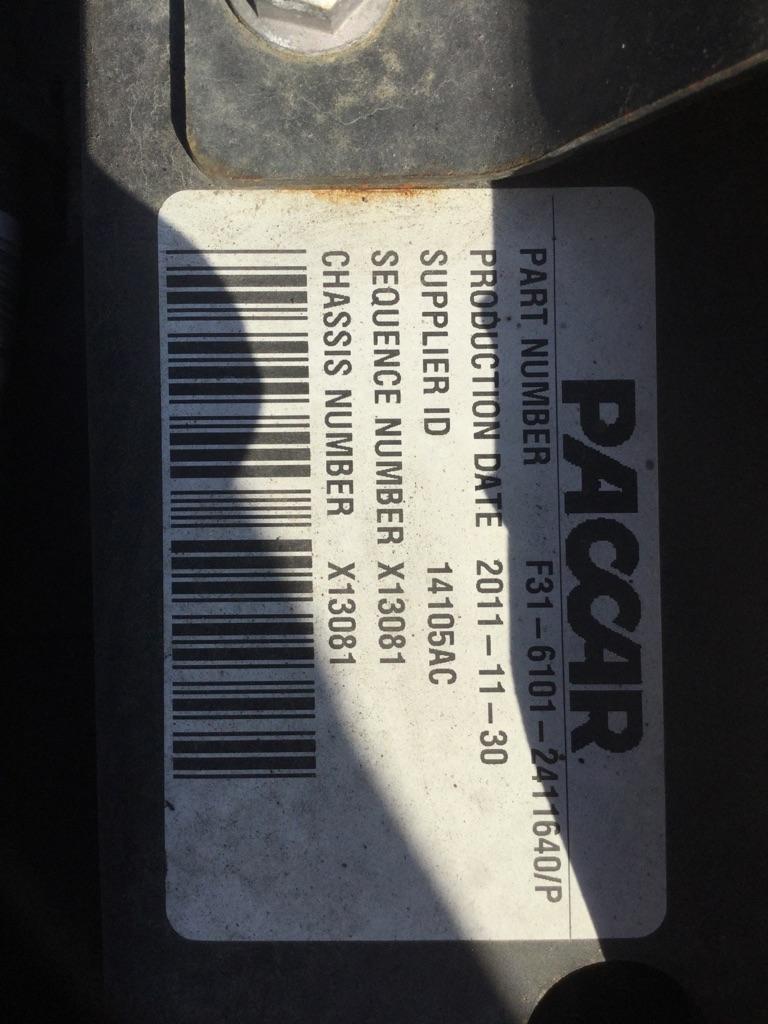 PACCAR
PART NUMBER F31-6101-2411640/P
PRODUCTION DATE 2011-11-30
SUPPLIER ID 14105AC
SEQUENCE NUMBER X13081
CHASSIS NUMBER X13081